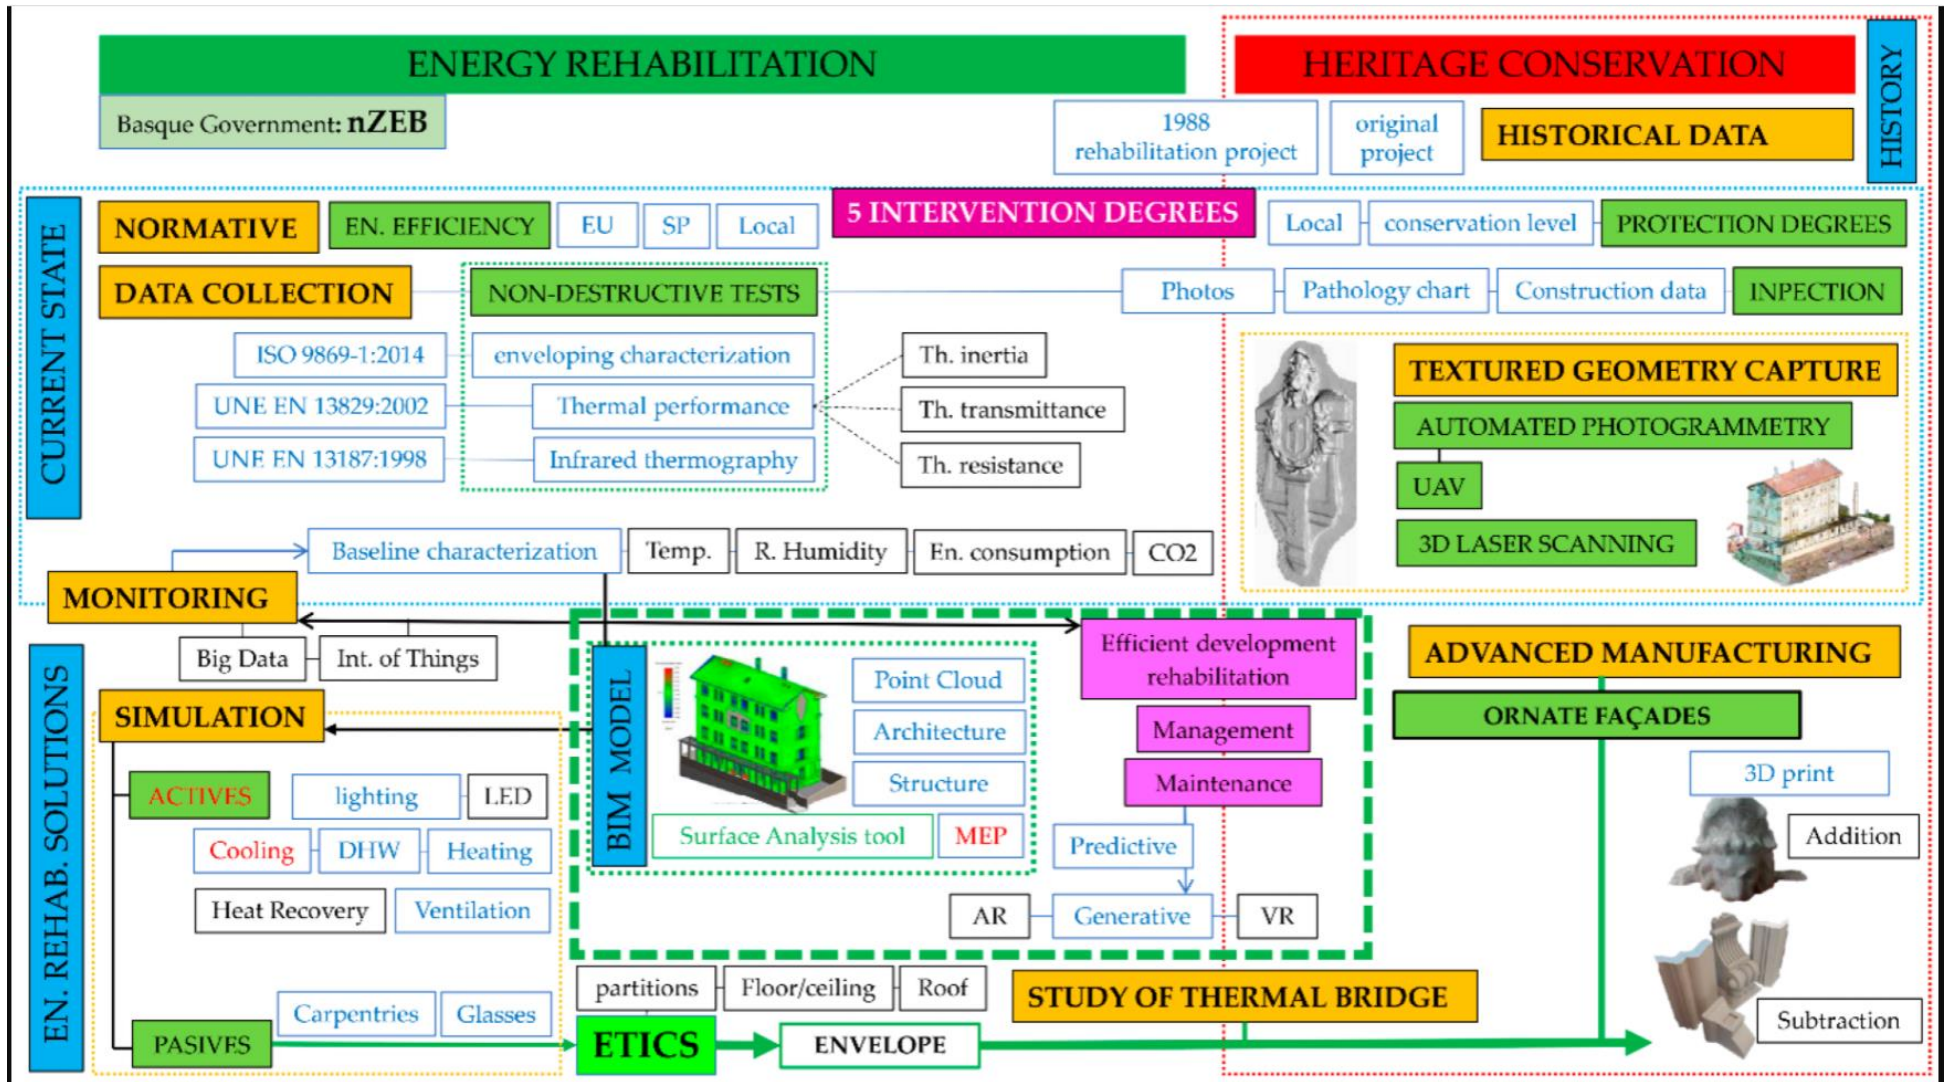 ENERGY REHABILITATION
HERITAGE CONSERVATION
HISTORY
Basque Government: nZEB
1988
rehabilitation project
original
project
HISTORICAL DATA
CURRENT STATE
NORMATIVE
EN. EFFICIENCY
EU
SP
Local
5 INTERVENTION DEGREES
Local
conservation level
PROTECTION DEGREES
DATA COLLECTION
NON-DESTRUCTIVE TESTS
Photos
Pathology chart
Construction data
INPECTION
ISO 9869-1:2014
enveloping characterization
Th. inertia
UNE EN 13829:2002
Thermal performance
Th. transmittance
UNE EN 13187:1998
Infrared thermography
Th. resistance
TEXTURED GEOMETRY CAPTURE
AUTOMATED PHOTOGRAMMETRY
UAV
3D LASER SCANNING
Baseline characterization
Temp.
R. Humidity
En. consumption
CO2
MONITORING
Big Data
Int. of Things
EN. REHAB. SOLUTIONS
SIMULATION
ACTIVES
lighting
LED
Cooling
DHW
Heating
Heat Recovery
Ventilation
Carpentries
Glasses
PASIVES
BIM MODEL
Point Cloud
Architecture
Structure
Surface Analysis tool
MEP
Efficient development
rehabilitation
Management
Maintenance
Predictive
AR
Generative
VR
partitions
Floor/ceiling
Roof
ETICS
ENVELOPE
STUDY OF THERMAL BRIDGE
ADVANCED MANUFACTURING
ORNATE FAÇADES
3D print
Addition
Subtraction